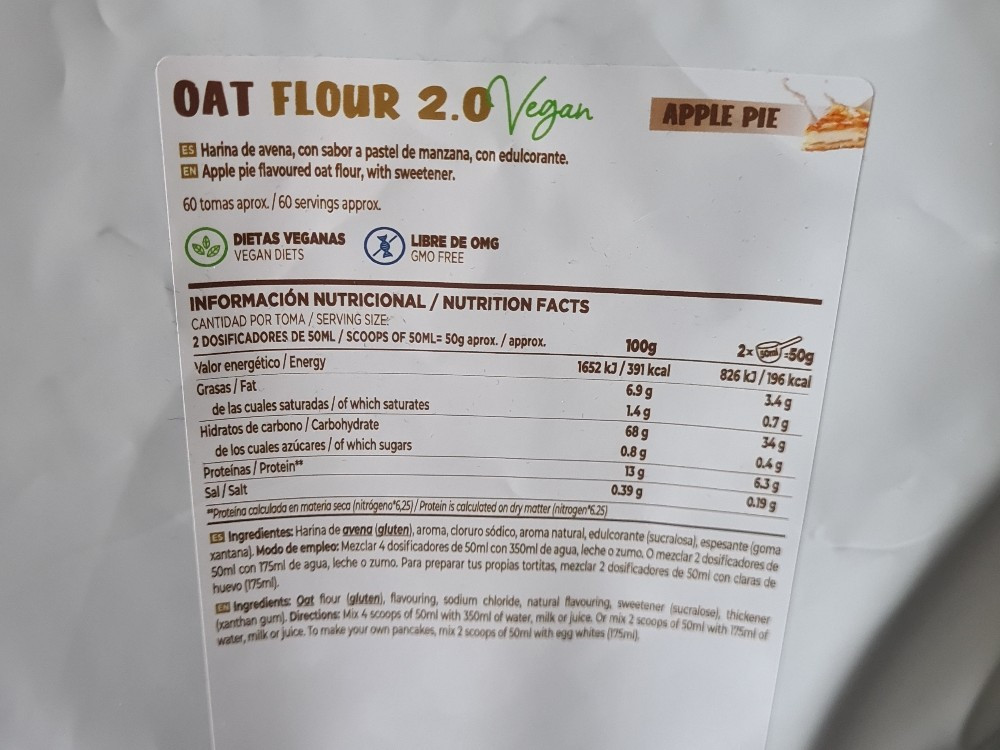 OAT FLOUR 2.0 Vegan
APPLE PIE
ES Harina de avena, con sabor a pastel de manzana, con edulcorante.
EN Apple pie flavoured oat flour, with sweetener.
60 tomas aprox. / 60 servings approx.
DIETAS VEGANAS
VEGAN DIETS
LIBRE DE OMG
GMO FREE
INFORMACIÓN NUTRICIONAL / NUTRITION FACTS
CANTIDAD POR TOMA / SERVING SIZE:
2 DOSIFICADORES DE 50ML / SCOOPS OF 50ML= 50g aprox. / approx. 100g 2x 50ml =50g
Valor energético / Energy 1652 kJ / 391 kcal 826 kJ / 196 kcal
Grasas / Fat 6.9 g 3.4 g
de las cuales saturadas / of which saturates 1.4 g 0.7 g
Hidratos de carbono / Carbohydrate 68 g 34 g
de los cuales azúcares / of which sugars 0.8 g 0.4 g
Proteínas / Protein** 13 g 6.3 g
Sal / Salt 0.39 g 0.19 g
**Proteína calculada en materia seca (nitrógeno*6,25) / Protein is calculated on dry matter (nitrogen*6.25)
ES Ingredientes: Harina de avena (gluten), aroma, cloruro sódico, aroma natural, edulcorante (sucralosa), espesante (goma
xantana). Modo de empleo: Mezclar 4 dosificadores de 50ml con 350ml de agua, leche o zumo. O mezclar 2 dosificadores de
50ml con 175ml de agua, leche o zumo. Para preparar tus propias tortitas, mezclar 2 dosificadores de 50ml con claras de
huevo (175ml).
EN Ingredients: Oat flour (gluten), flavouring, sodium chloride, natural flavouring, sweetener (sucralose), thickener
(xanthan gum). Directions: Mix 4 scoops of 50ml with 350ml of water, milk or juice. Or mix 2 scoops of 50ml with 175ml of
water, milk or juice. To make your own pancakes, mix 2 scoops of 50ml with egg whites (175ml).